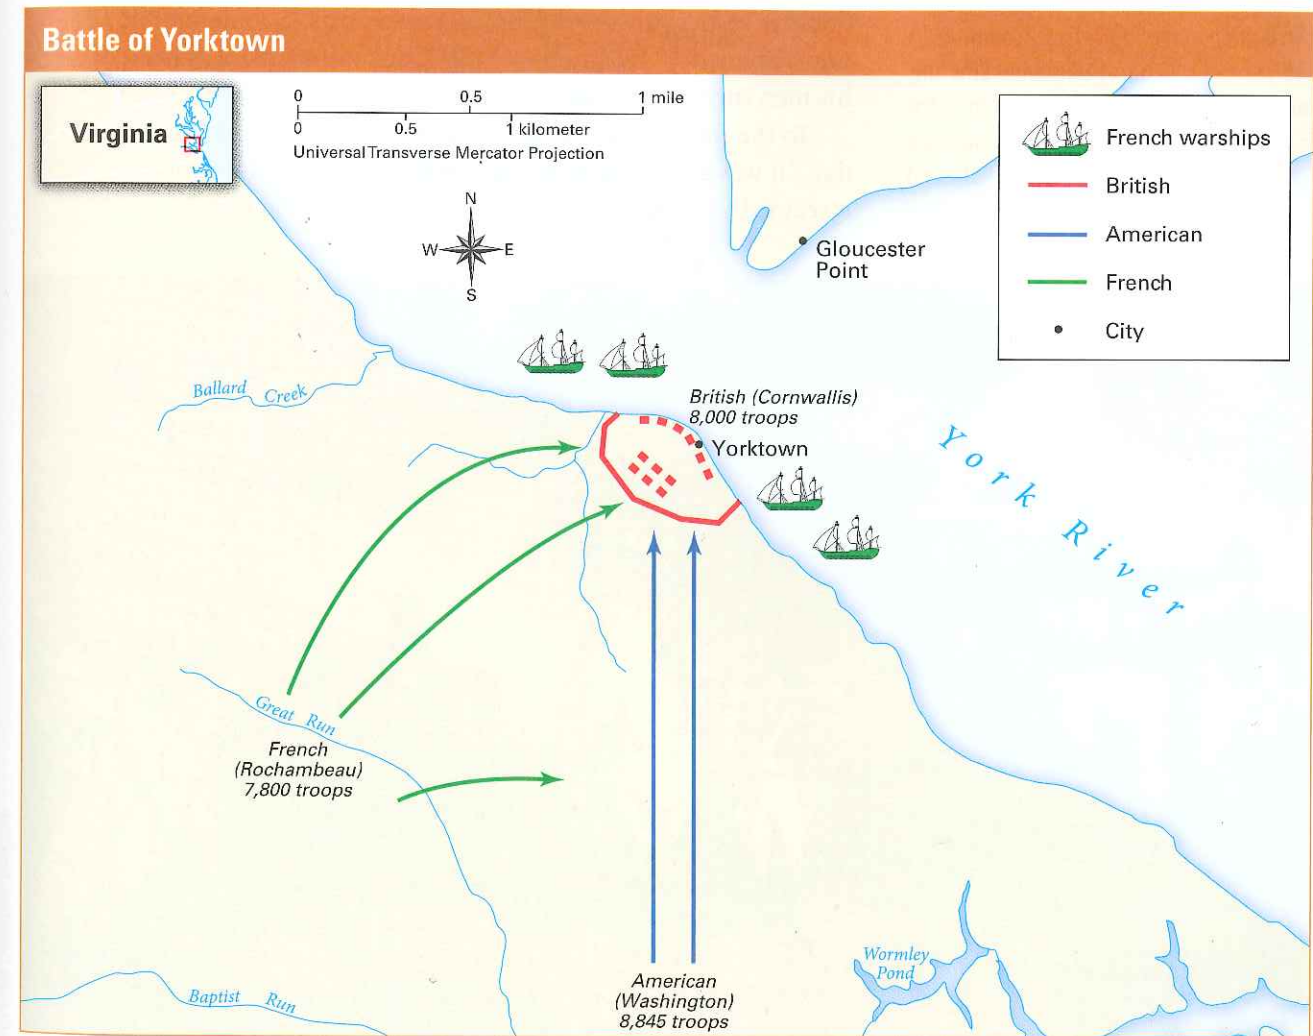 Battle of Yorktown
Virginia
0 0.5 1 mile
0 0.5 1 kilometer
Universal Transverse Mercator Projection
N
W E
S
French warships
British
American
French
City
Gloucester
Point
Ballard Creek
British (Cornwallis)
8,000 troops
Yorktown
York River
Great Run
French
(Rochambeau)
7,800 troops
American
(Washington)
8,845 troops
Wormley
Pond
Baptist Run